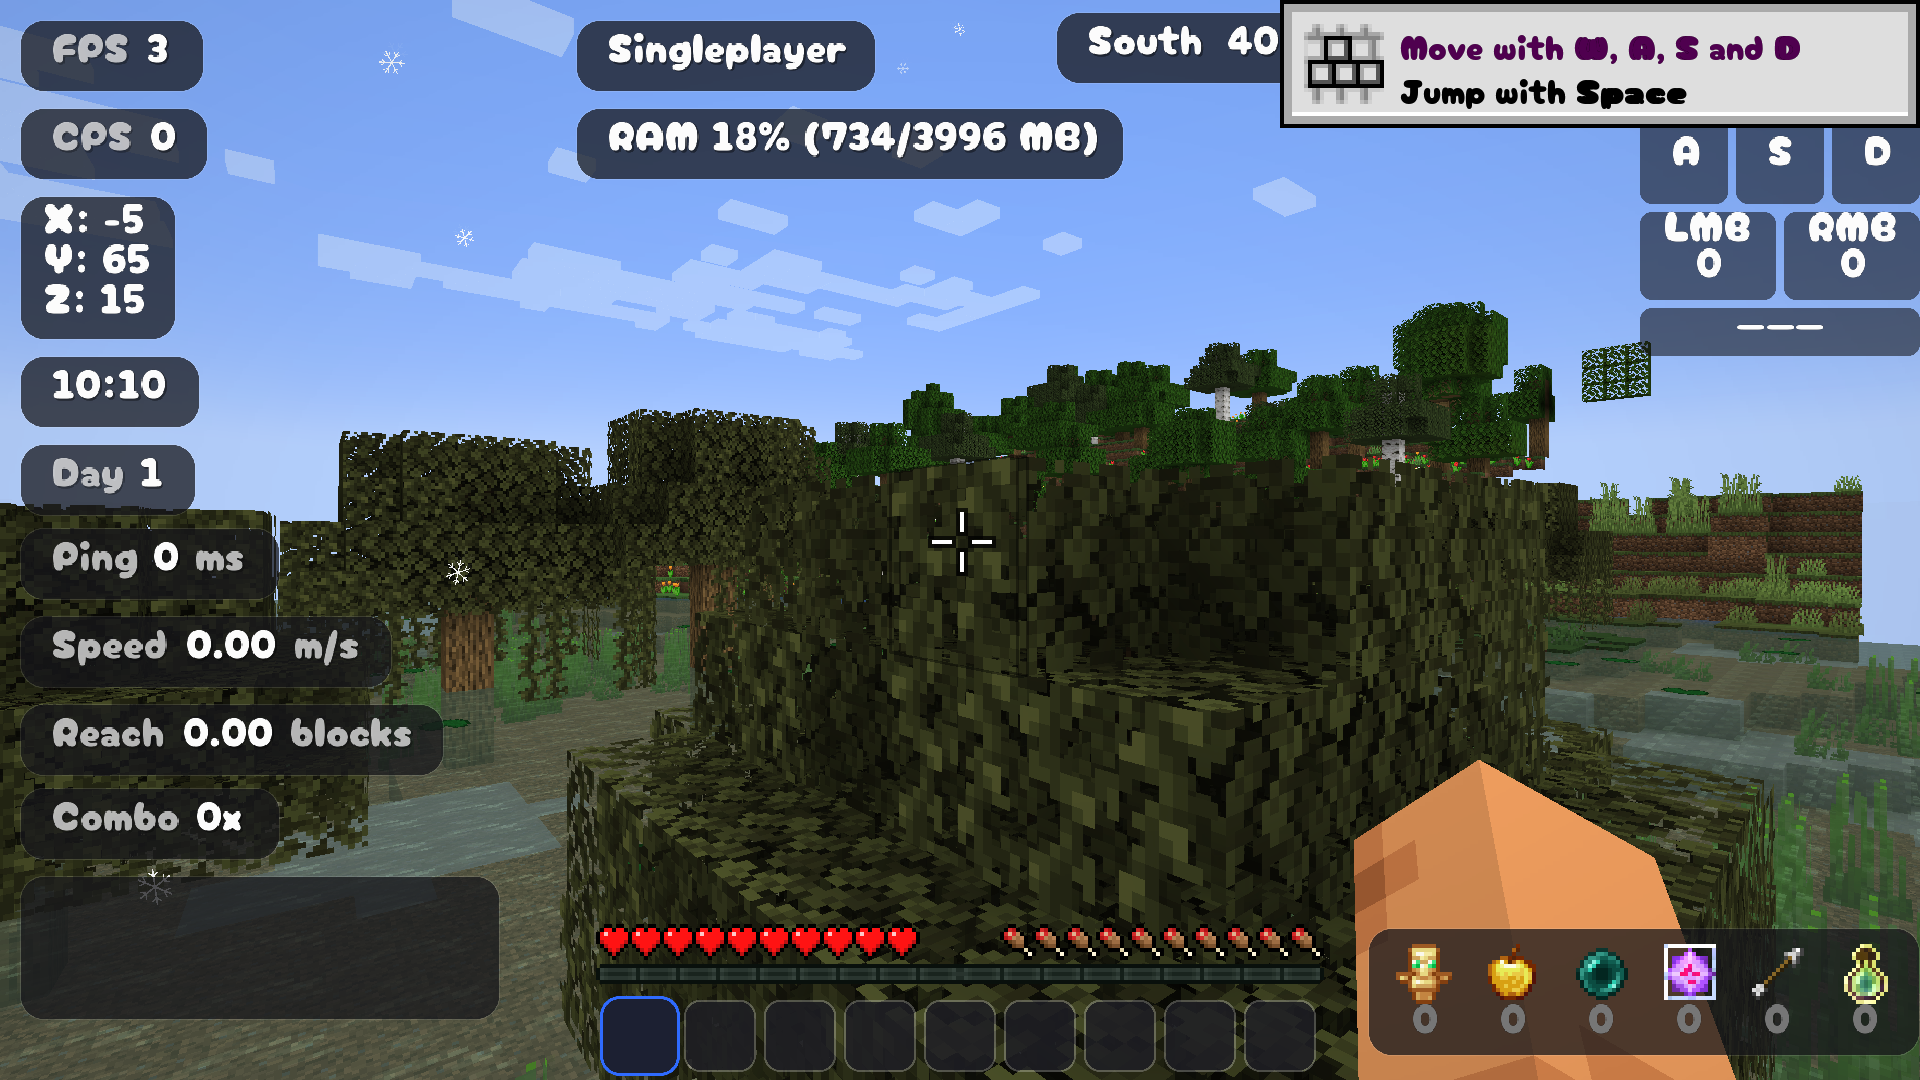 FPS 3
Singleplayer
South 40
Move with W, A, S and D
Jump with Space
CPS 0
RAM 18% (734/3996 MB)
A
S
D
X: -5
Y: 65
Z: 15
LMB
0
RMB
0
10:10
Day 1
Ping 0 ms
Speed 0.00 m/s
Reach 0.00 blocks
Combo 0x
0
0
0
0
0
0